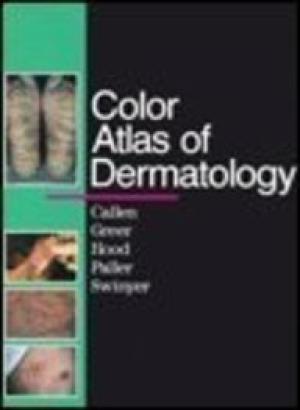 Color
Atlas of
Dermatology
Callen
Greer
Hood
Paller
Swinyer